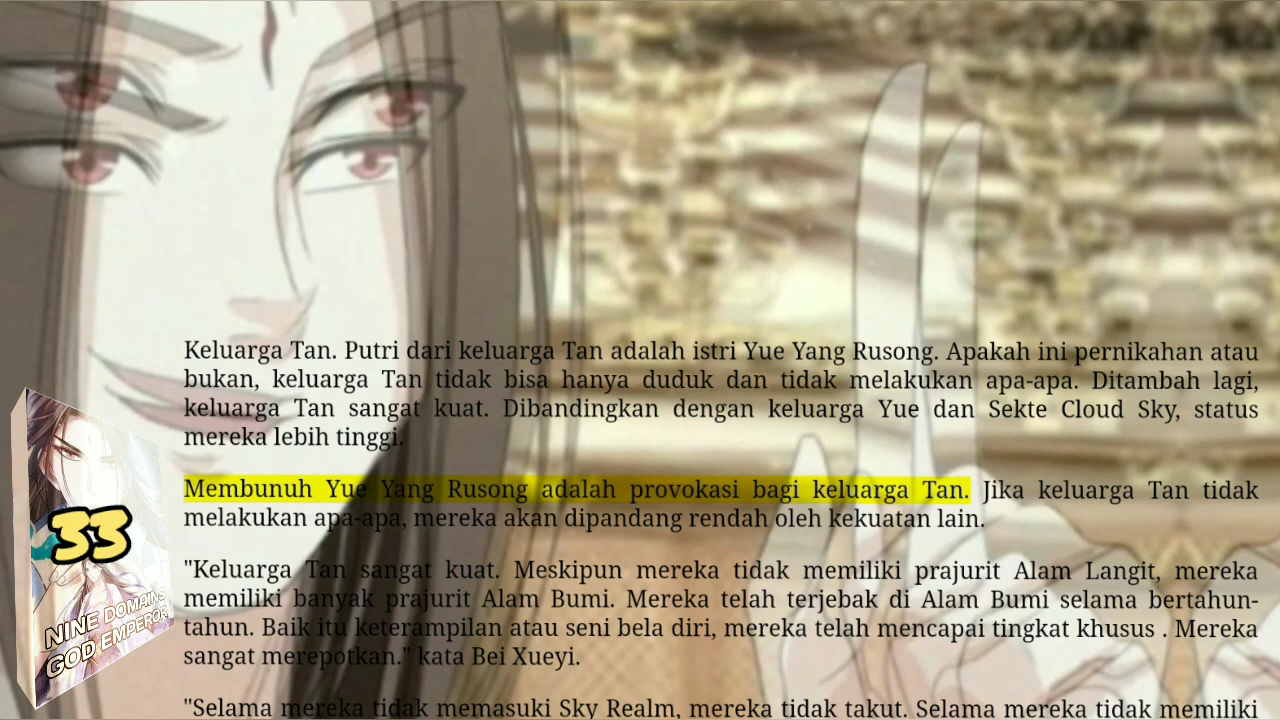 Keluarga Tan. Putri dari keluarga Tan adalah istri Yue Yang Rusong. Apakah ini pernikahan atau
bukan, keluarga Tan tidak bisa hanya duduk dan tidak melakukan apa-apa. Ditambah lagi,
keluarga Tan sangat kuat. Dibandingkan dengan keluarga Yue dan Sekte Cloud Sky, status
mereka lebih tinggi.
Membunuh Yue Yang Rusong adalah provokasi bagi keluarga Tan. Jika keluarga Tan tidak
melakukan apa-apa, mereka akan dipandang rendah oleh kekuatan lain.
"Keluarga Tan sangat kuat. Meskipun mereka tidak memiliki prajurit Alam Langit, mereka
memiliki banyak prajurit Alam Bumi. Mereka telah terjebak di Alam Bumi selama bertahun-
tahun. Baik itu keterampilan atau seni bela diri, mereka telah mencapai tingkat khusus . Mereka
sangat merepotkan." kata Bei Xueyi.
"Selama mereka tidak memasuki Sky Realm, mereka tidak takut. Selama mereka tidak memiliki
33
NINE DOMAINS
GOD EMPEROR